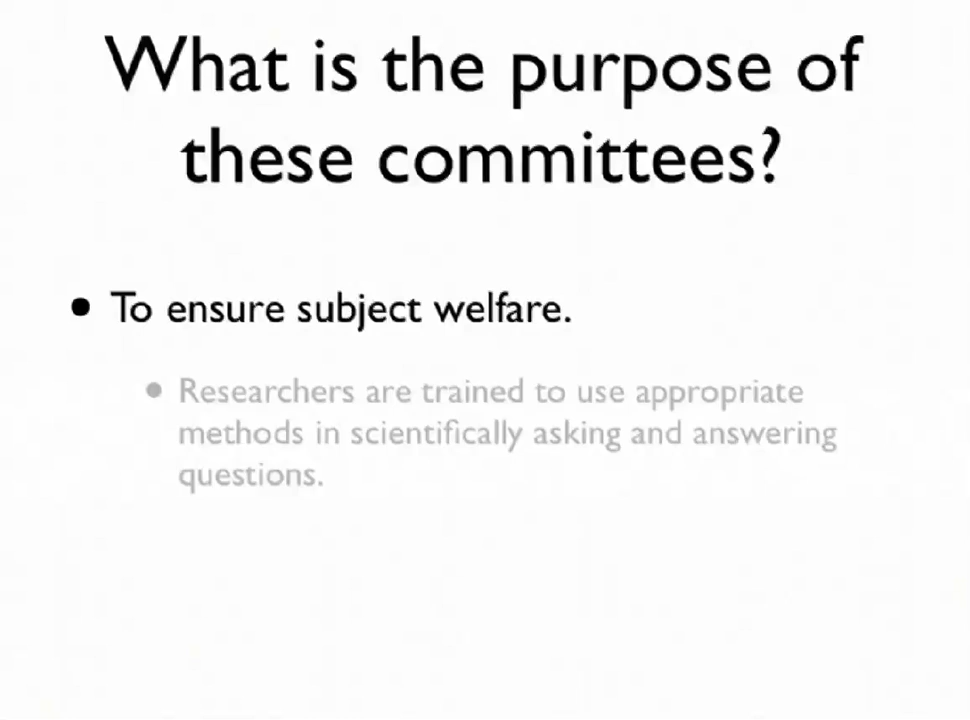 What is the purpose of
these committees?
• To ensure subject welfare.
• Researchers are trained to use appropriate
methods in scientifically asking and answering
questions.